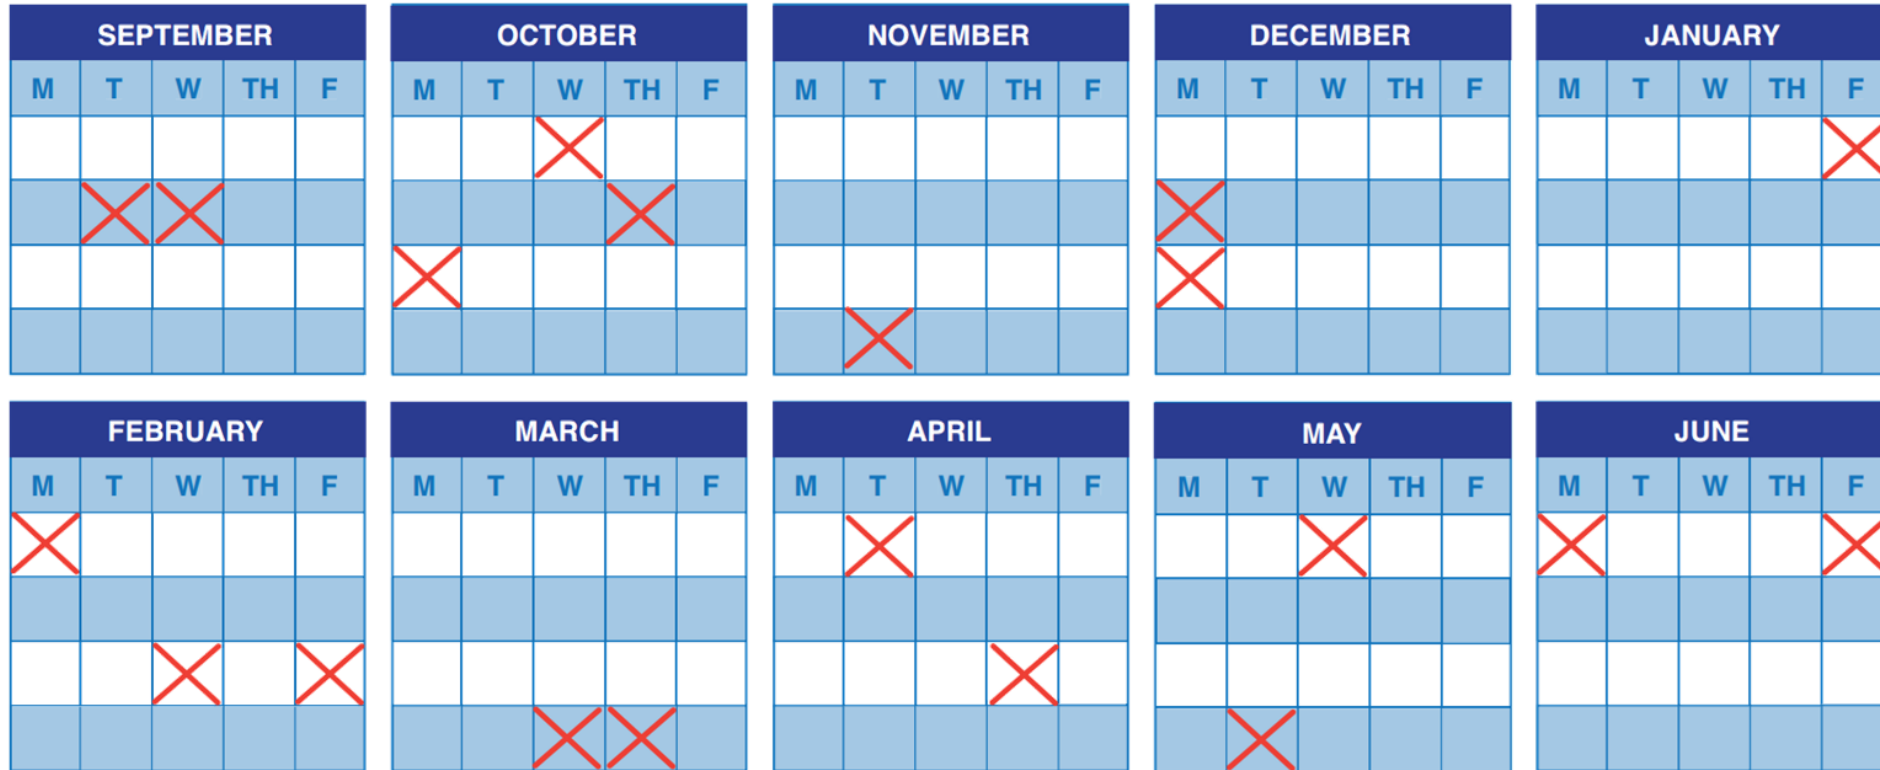 SEPTEMBER OCTOBER NOVEMBER DECEMBER JANUARY
M T W TH F M T W TH F M T W TH F M T W TH F M T W TH F
FEBRUARY MARCH APRIL MAY JUNE
M T W TH F M T W TH F M T W TH F M T W TH F M T W TH F